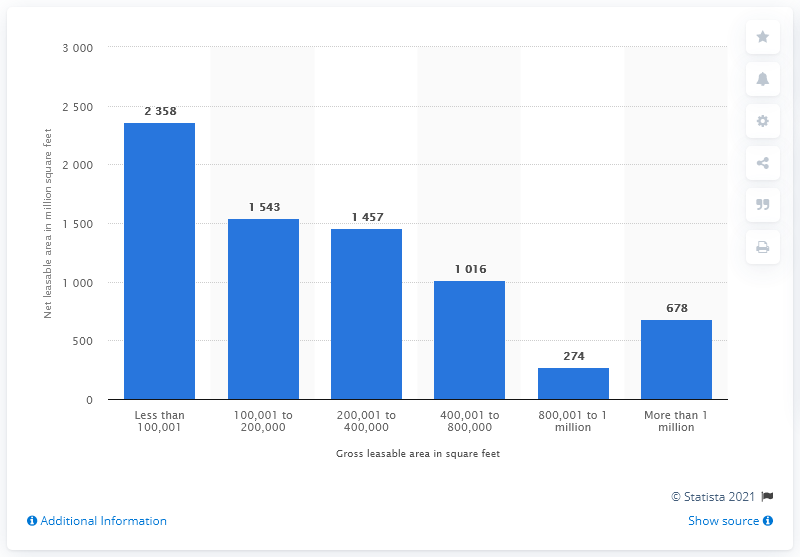 3 000
2 500
2 000
1 500
1 000
500
0
Net leasable area in million square feet
2 358
1 543
1 457
1 016
274
678
Less than
100,001
100,001 to
200,000
200,001 to
400,000
400,001 to
800,000
800,001 to 1
million
More than 1
million
Gross leasable area in square feet
© Statista 2021
Additional Information
Show source